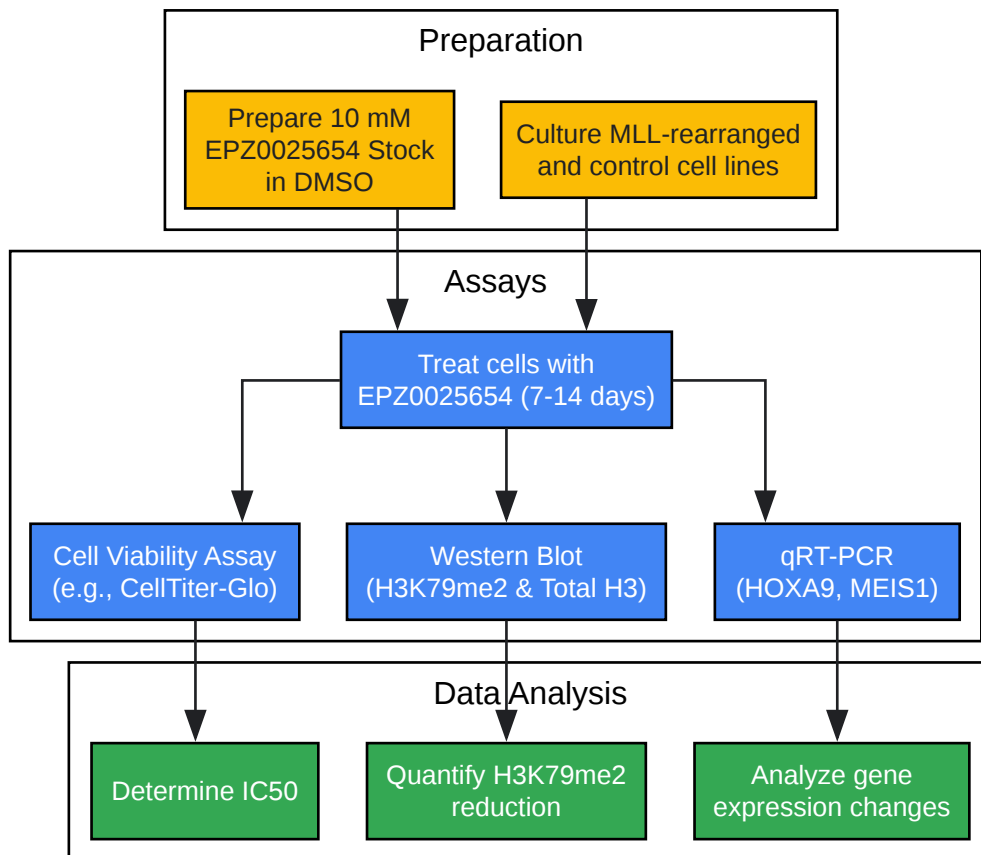 Preparation
Prepare 10 mM
EPZ0025654 Stock
in DMSO
Culture MLL-rearranged
and control cell lines
Assays
Treat cells with
EPZ0025654 (7-14 days)
Cell Viability Assay
(e.g., CellTiter-Glo)
Western Blot
(H3K79me2 & Total H3)
qRT-PCR
(HOXA9, MEIS1)
Data Analysis
Determine IC50
Quantify H3K79me2
reduction
Analyze gene
expression changes